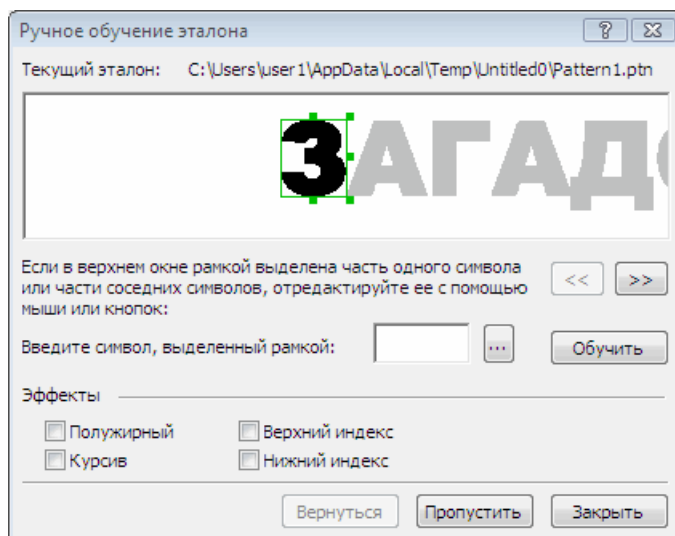 Ручное обучение эталона
Текущий эталон: C:\Users\user1\AppData\Local\Temp\Untitled0\Pattern1.ptn
ЗАГАД
Если в верхнем окне рамкой выделена часть одного символа
или части соседних символов, отредактируйте ее с помощью
мыши или кнопок:
<< >>
Введите символ, выделенный рамкой: ... Обучить
Эффекты
Полужирный Верхний индекс
Курсив Нижний индекс
Вернуться Пропустить Закрыть